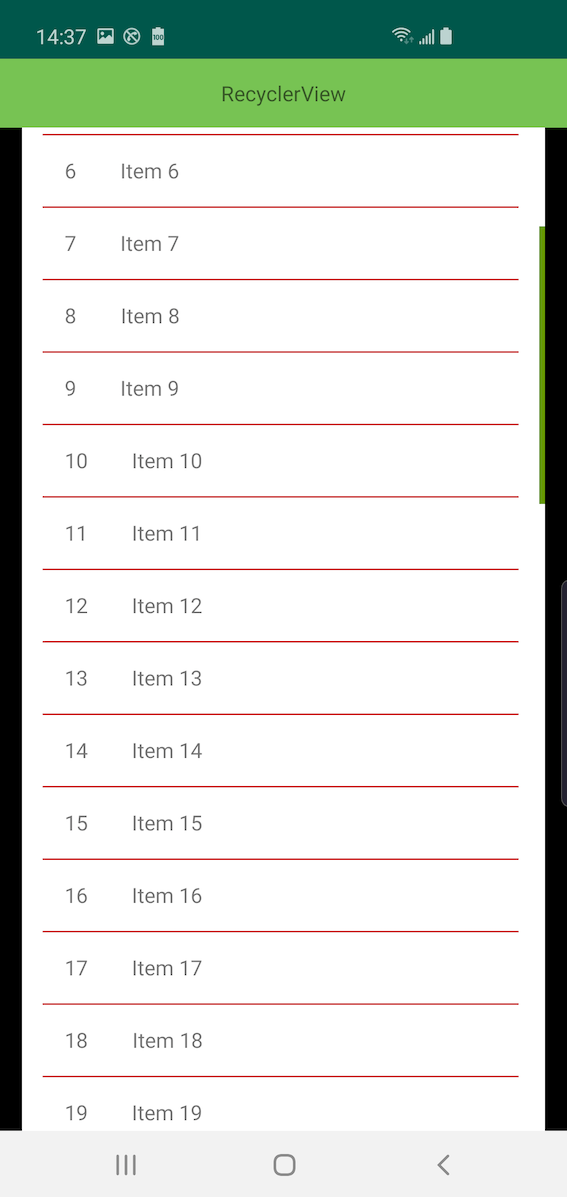 14:37 100
RecyclerView
6 Item 6
7 Item 7
8 Item 8
9 Item 9
10 Item 10
11 Item 11
12 Item 12
13 Item 13
14 Item 14
15 Item 15
16 Item 16
17 Item 17
18 Item 18
19 Item 19